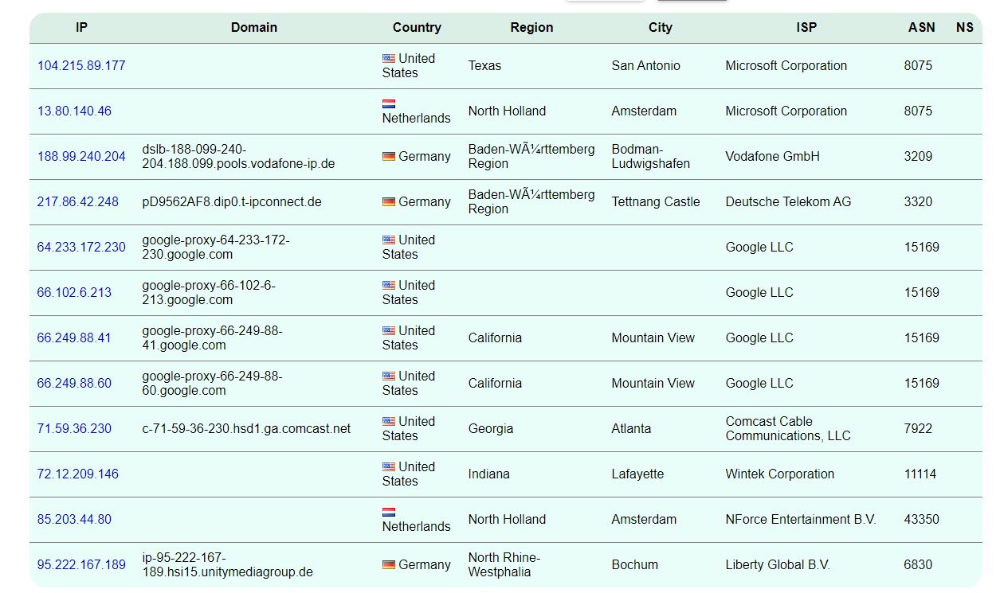 IP Domain Country Region City ISP ASN NS
104.215.89.177 United States Texas San Antonio Microsoft Corporation 8075
13.80.140.46 Netherlands North Holland Amsterdam Microsoft Corporation 8075
188.99.240.204 dslb-188-099-240-204.188.099.pools.vodafone-ip.de Germany Baden-WÃ¼rttemberg Region Bodman-Ludwigshafen Vodafone GmbH 3209
217.86.42.248 pD9562AF8.dip0.t-ipconnect.de Germany Baden-WÃ¼rttemberg Region Tettnang Castle Deutsche Telekom AG 3320
64.233.172.230 google-proxy-64-233-172-230.google.com United States Google LLC 15169
66.102.6.213 google-proxy-66-102-6-213.google.com United States Google LLC 15169
66.249.88.41 google-proxy-66-249-88-41.google.com United States California Mountain View Google LLC 15169
66.249.88.60 google-proxy-66-249-88-60.google.com United States California Mountain View Google LLC 15169
71.59.36.230 c-71-59-36-230.hsd1.ga.comcast.net United States Georgia Atlanta Comcast Cable Communications, LLC 7922
72.12.209.146 United States Indiana Lafayette Wintek Corporation 11114
85.203.44.80 Netherlands North Holland Amsterdam NForce Entertainment B.V. 43350
95.222.167.189 ip-95-222-167-189.hsi15.unitymediagroup.de Germany North Rhine-Westphalia Bochum Liberty Global B.V. 6830